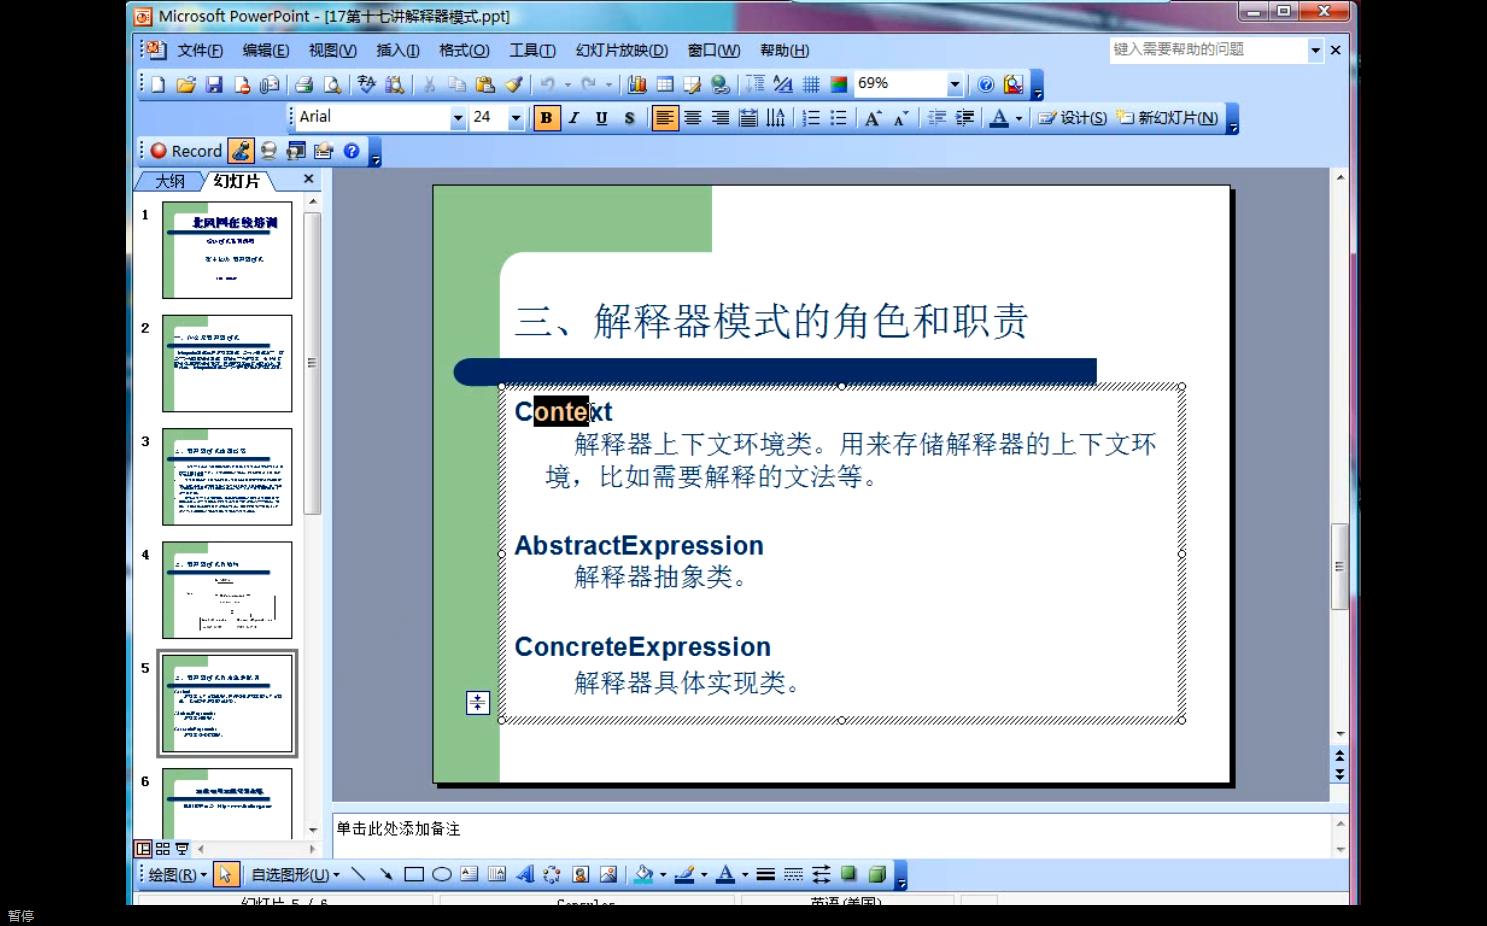 Microsoft PowerPoint - [17第十七讲解释器模式.ppt]
文件(F) 编辑(E) 视图(V) 插入(I) 格式(O) 工具(T) 幻灯片放映(D) 窗口(W) 帮助(H) 键入需要帮助的问题
69%
Arial 24 B I U S 设计(S) 新幻灯片(N)
Record
大纲 幻灯片
1
北风网在线培训
2
3
4
5
6
三、解释器模式的角色和职责
Context
解释器上下文环境类。用来存储解释器的上下文环
境，比如需要解释的文法等。
AbstractExpression
解释器抽象类。
ConcreteExpression
解释器具体实现类。
单击此处添加备注
绘图(R) 自选图形(U)
幻灯片 5 / 6 英语(美国)
暂停